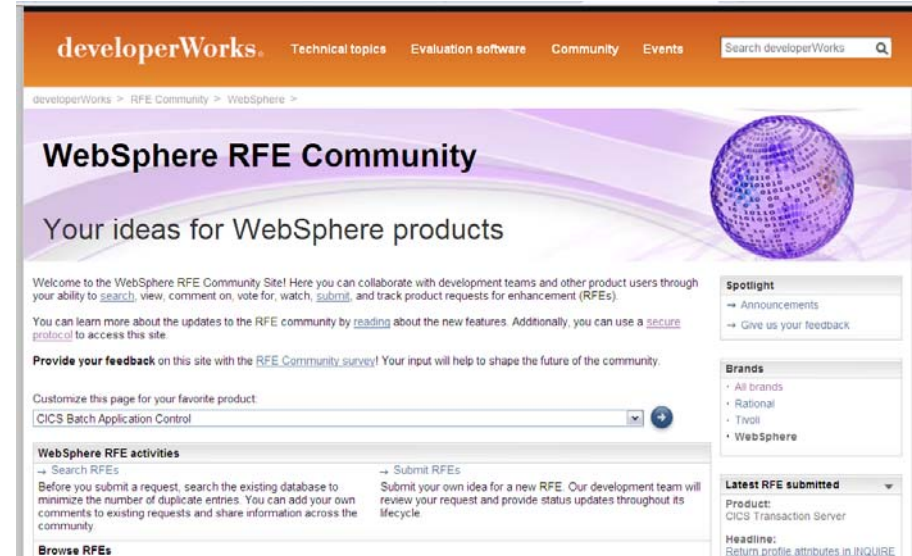 developerWorks.
Technical topics Evaluation software Community Events
Search developerWorks
developerWorks > RFE Community > WebSphere >
WebSphere RFE Community
Your ideas for WebSphere products
Welcome to the WebSphere RFE Community Site! Here you can collaborate with development teams and other product users through
your ability to search, view, comment on, vote for, watch, submit, and track product requests for enhancement (RFEs).
You can learn more about the updates to the RFE community by reading about the new features. Additionally, you can use a secure
protocol to access this site.
Provide your feedback on this site with the RFE Community survey! Your input will help to shape the future of the community.
Customize this page for your favorite product:
CICS Batch Application Control
WebSphere RFE activities
→ Search RFEs
Before you submit a request, search the existing database to
minimize the number of duplicate entries. You can add your own
comments to existing requests and share information across the
community.
→ Submit RFEs
Submit your own idea for a new RFE. Our development team will
review your request and provide status updates throughout its
lifecycle
Browse RFEs
Spotlight
→ Announcements
→ Give us your feedback
Brands
· All brands
· Rational
· Tivoli
· WebSphere
Latest RFE submitted
Product:
CICS Transaction Server
Headline:
Return profile attributes in INQUIRE